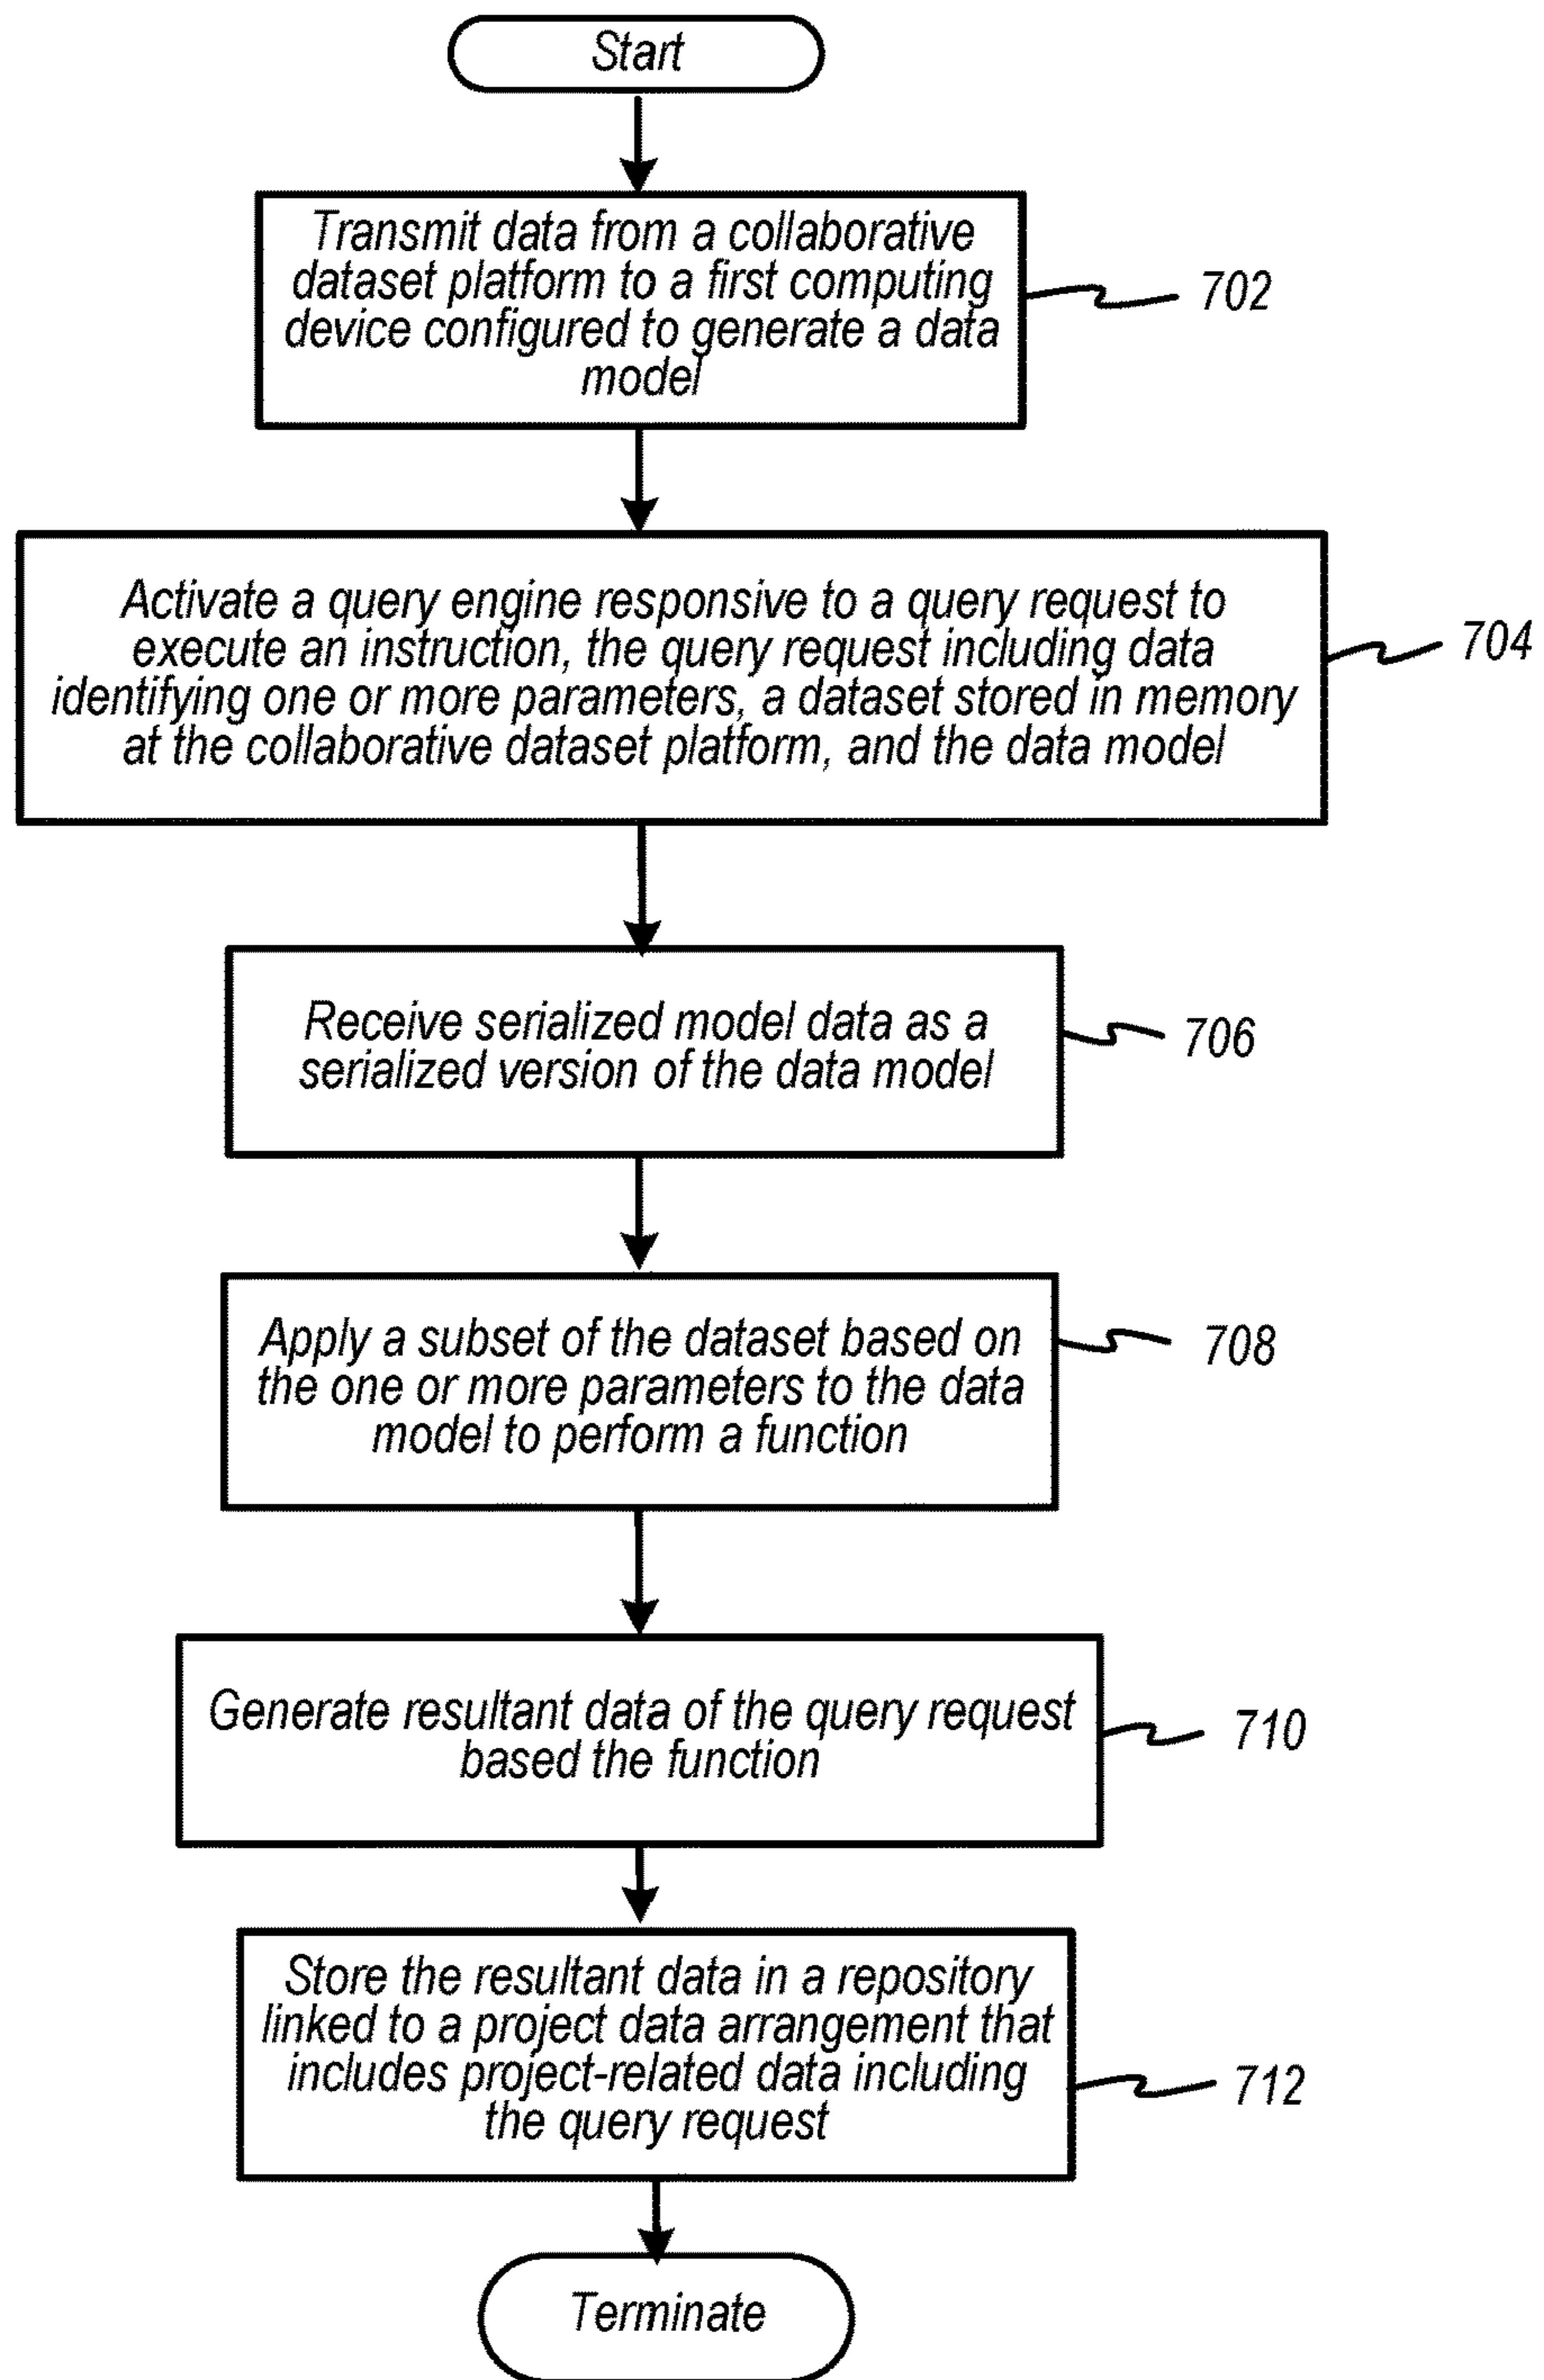 Start
Transmit data from a collaborative
dataset platform to a first computing
device configured to generate a data
model
702
Activate a query engine responsive to a query request to
execute an instruction, the query request including data
identifying one or more parameters, a dataset stored in memory
at the collaborative dataset platform, and the data model
704
Receive serialized model data as a
serialized version of the data model
706
Apply a subset of the dataset based on
the one or more parameters to the data
model to perform a function
708
Generate resultant data of the query request
based the function
710
Store the resultant data in a repository
linked to a project data arrangement that
includes project-related data including
the query request
712
Terminate